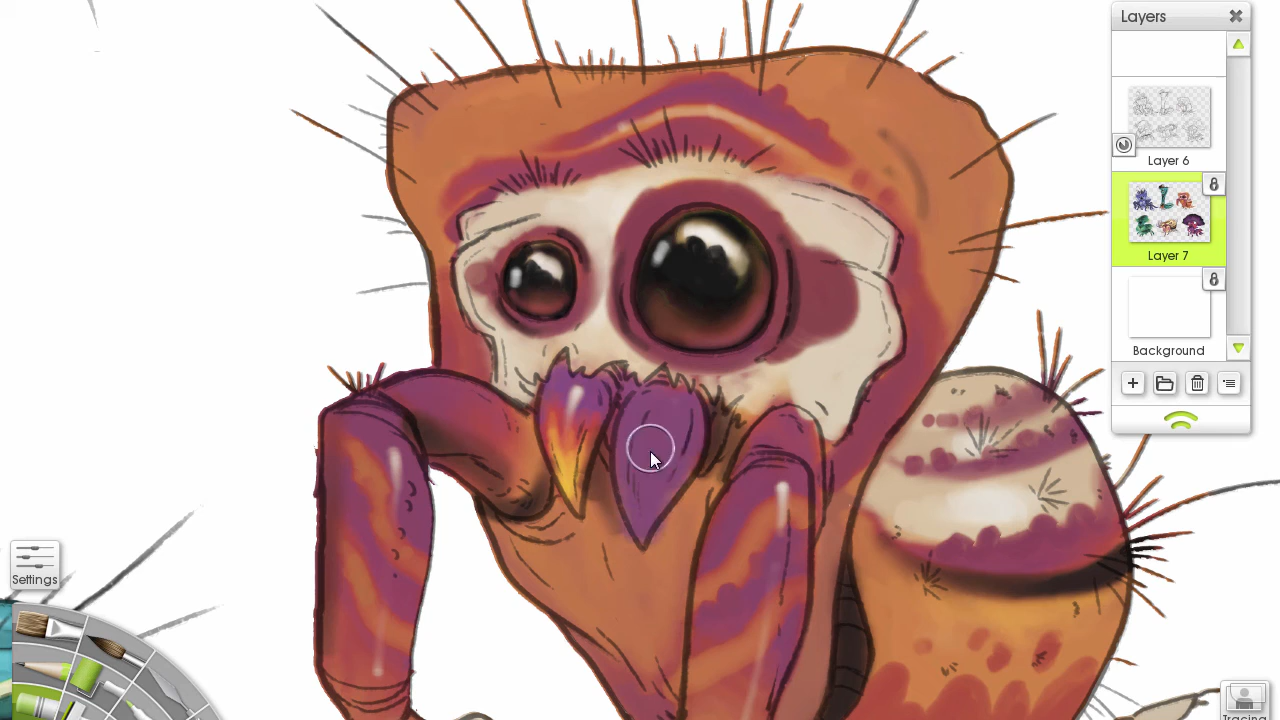 Layers
Layer 6
Layer 7
Background
Settings
Tracing